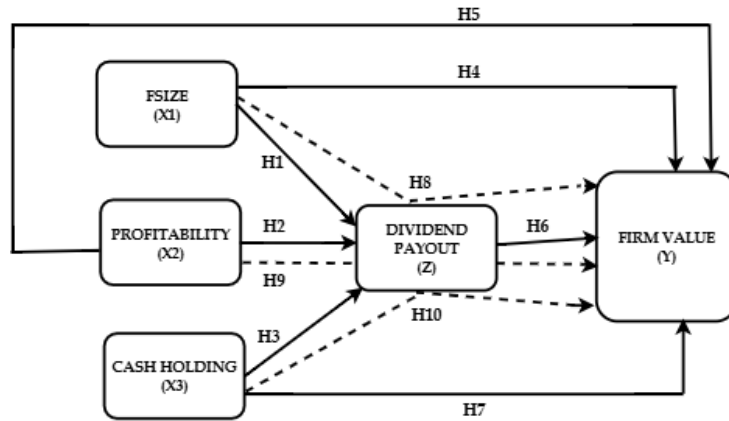 H5
H4
FSIZE
(X1)
H1
H8
PROFITABILITY
(X2)
H2
H9
DIVIDEND
PAYOUT
(Z)
H6
FIRM VALUE
(Y)
H3
H10
CASH HOLDING
(X3)
H7